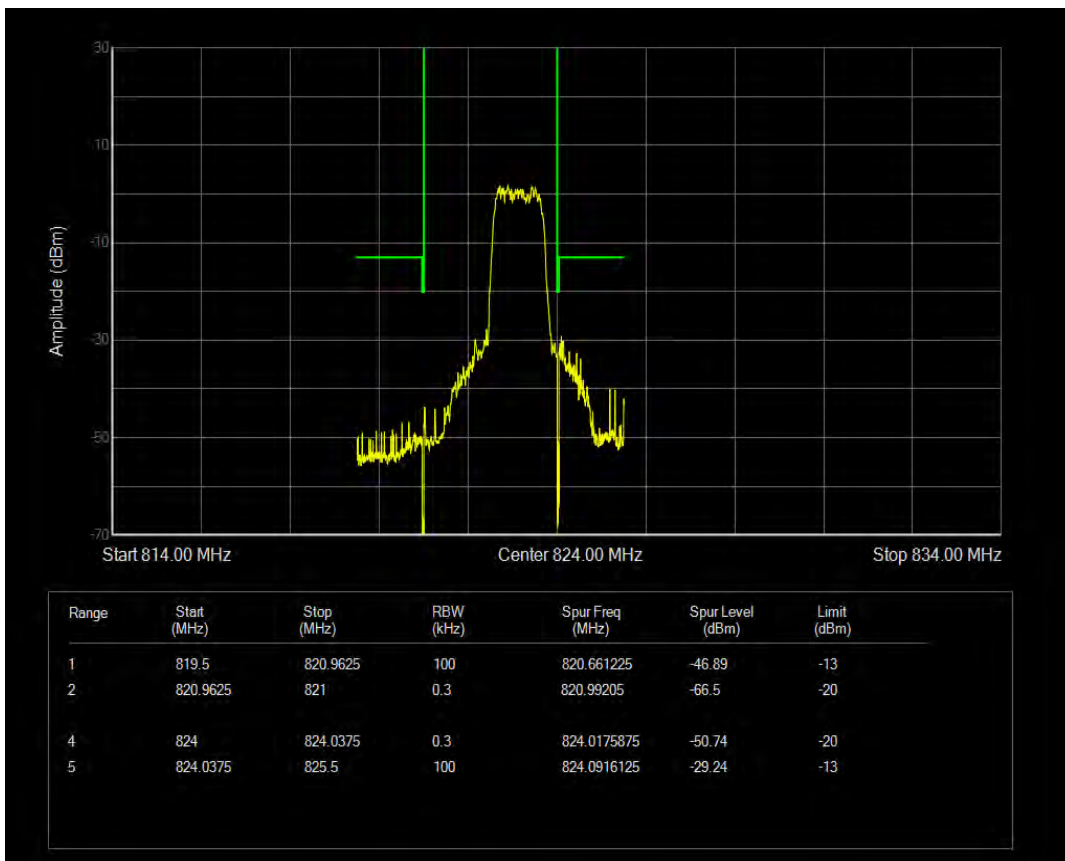 30
10
-10
-30
-50
-70
Amplitude (dBm)
Start 814.00 MHz Center 824.00 MHz Stop 834.00 MHz
Range Start (MHz) Stop (MHz) RBW (kHz) Spur Freq (MHz) Spur Level (dBm) Limit (dBm)
1 819.5 820.9625 100 820.661225 -46.89 -13
2 820.9625 821 0.3 820.99205 -66.5 -20
4 824 824.0375 0.3 824.0175875 -50.74 -20
5 824.0375 825.5 100 824.0916125 -29.24 -13